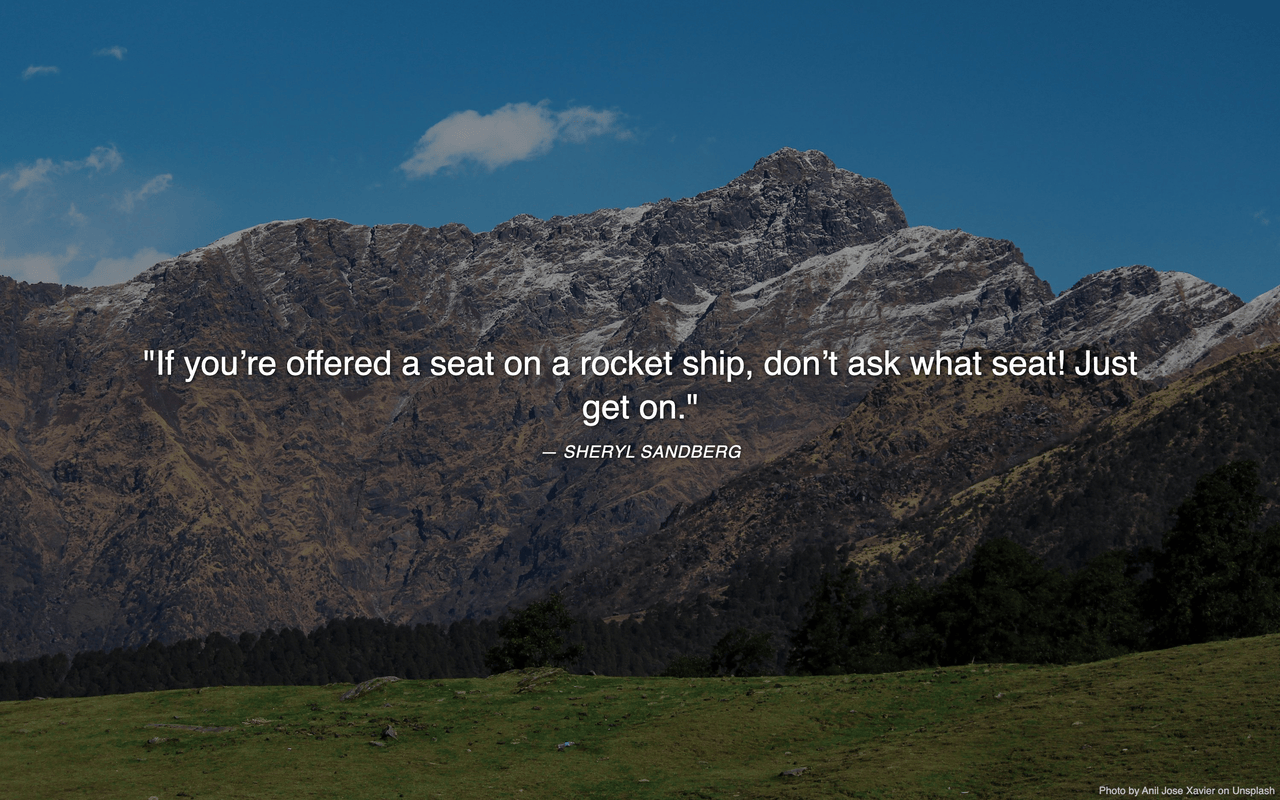 "If you’re offered a seat on a rocket ship, don’t ask what seat! Just
get on."
— SHERYL SANDBERG
Photo by Anil Jose Xavier on Unsplash